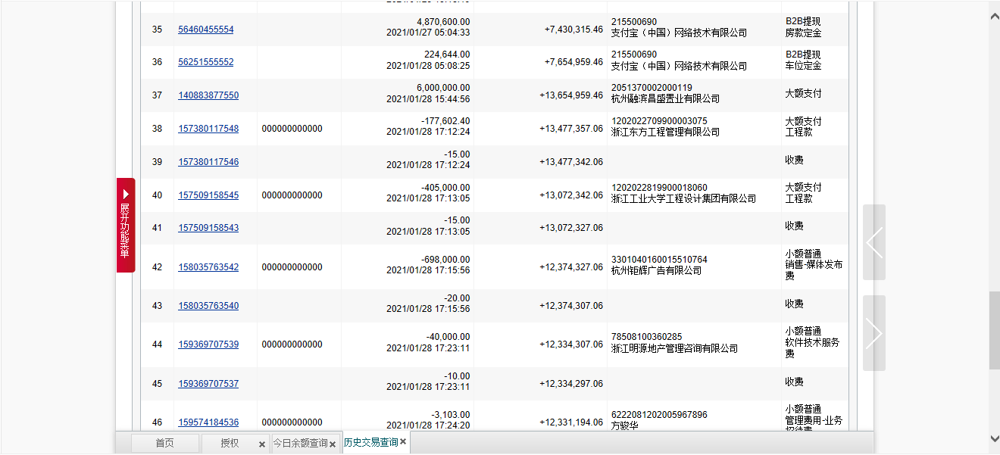 35 56460455554 4,870,600.00 +7,430,315.46 215500690 B2B提现
2021/01/27 05:04:33 支付宝（中国）网络技术有限公司 房款定金
36 56251555552 224,644.00 +7,654,959.46 215500690 B2B提现
2021/01/28 05:08:25 支付宝（中国）网络技术有限公司 车位定金
37 140883877550 6,000,000.00 +13,654,959.46 2051370002000119 大额支付
2021/01/28 15:44:56 杭州融滨昌盛置业有限公司
38 157380117548 000000000000 -177,602.40 +13,477,357.06 1202022709900003075 大额支付
2021/01/28 17:12:24 浙江东方工程管理有限公司 工程款
39 157380117546 -15.00 +13,477,342.06 收费
2021/01/28 17:12:24
40 157509158545 000000000000 -405,000.00 +13,072,342.06 1202022819900018060 大额支付
2021/01/28 17:13:05 浙江工业大学工程设计集团有限公司 工程款
41 157509158543 -15.00 +13,072,327.06 收费
2021/01/28 17:13:05
42 158035763542 000000000000 -698,000.00 +12,374,327.06 3301040160015510764 小额普通
2021/01/28 17:15:56 杭州钜辉广告有限公司 销售-媒体发布
费
43 158035763540 -20.00 +12,374,307.06 收费
2021/01/28 17:15:56
44 159369707539 000000000000 -40,000.00 +12,334,307.06 78508100360285 小额普通
2021/01/28 17:23:11 浙江明源地产管理咨询有限公司 软件技术服务
费
45 159369707537 -10.00 +12,334,297.06 收费
2021/01/28 17:23:11
46 159574184536 000000000000 -3,103.00 +12,331,194.06 6222081202005967896 小额普通
2021/01/28 17:24:20 方骏华 管理费用-业务
招待费
展开功能菜单
首页 授权 今日余额查询 历史交易查询